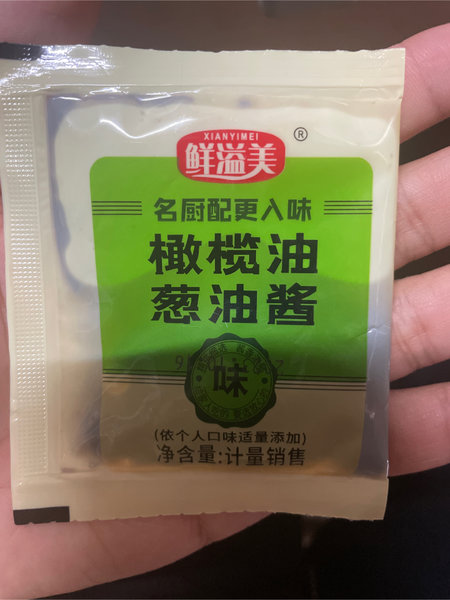 XIANYIMEI
鲜溢美®
名厨配更入味
橄榄油
葱油酱
味
(依个人口味适量添加)
净含量:计量销售